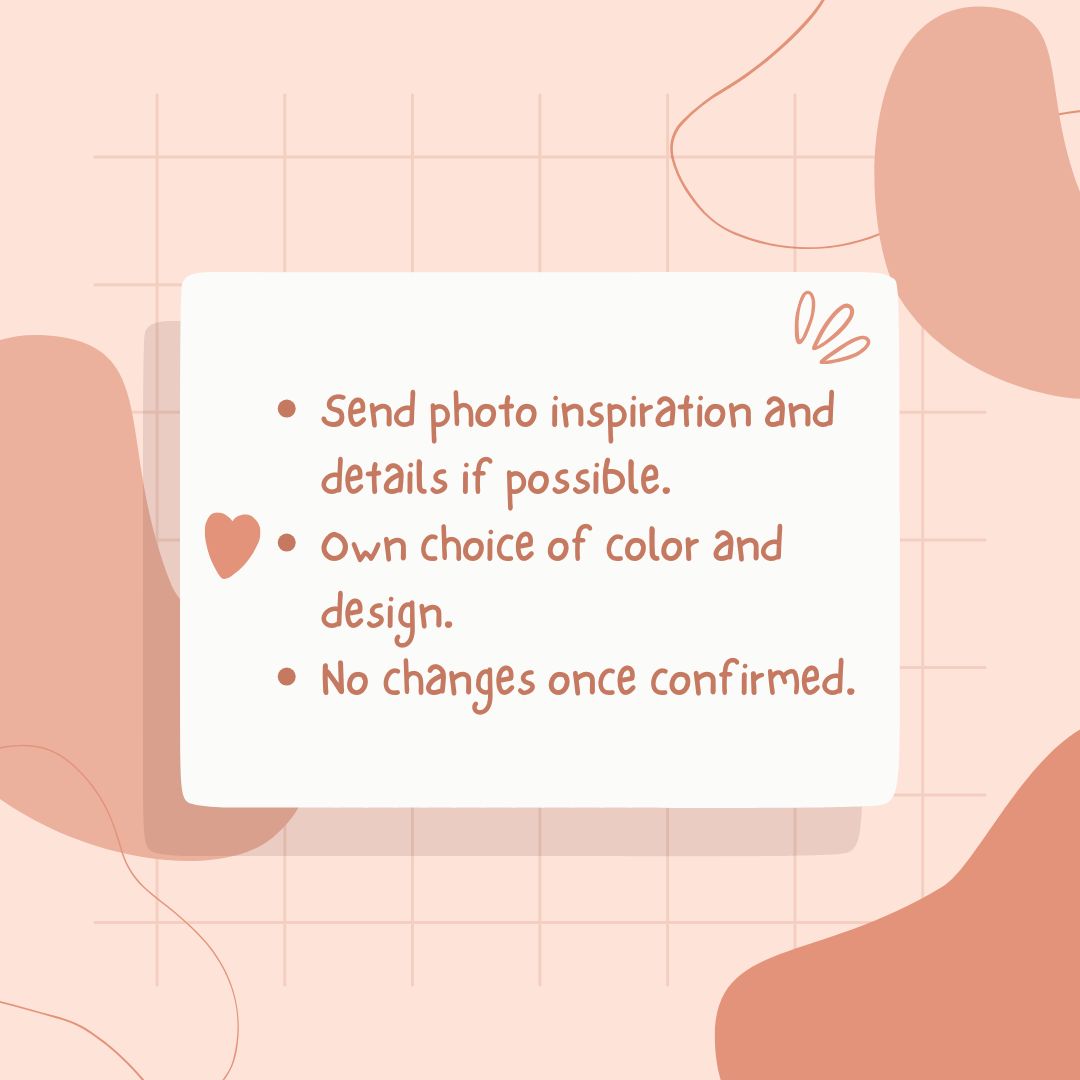 • Send photo inspiration and
details if possible.
• Own choice of color and
design.
• No changes once confirmed.